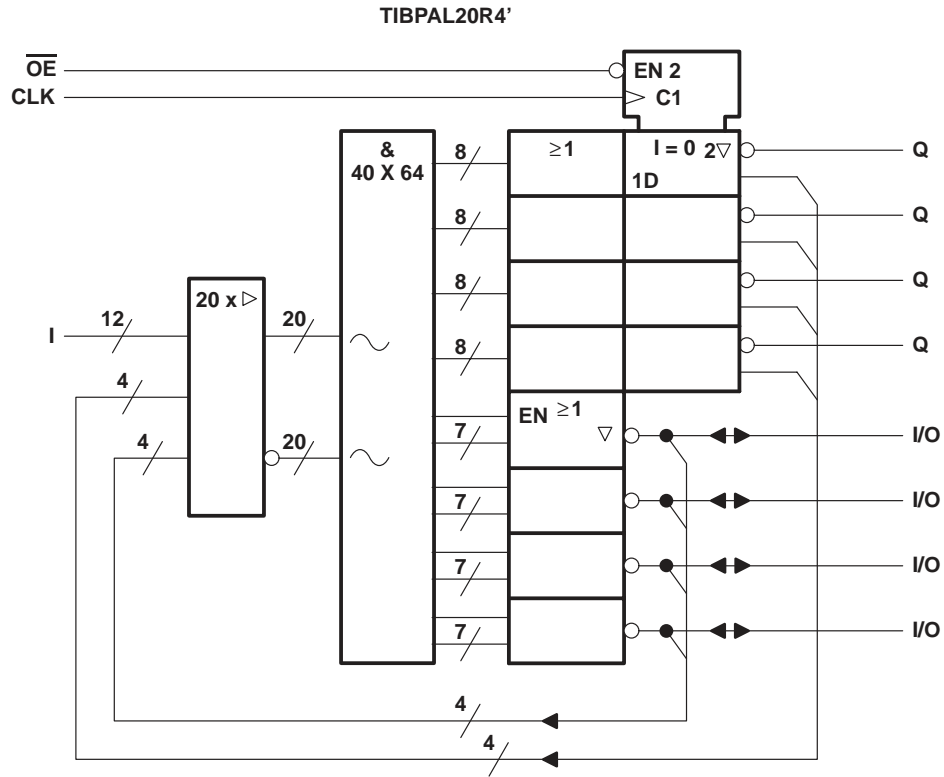 TIBPAL20R4’
OE
EN 2
CLK
C1
&
40 X 64
8
≥1
I = 0 2▽
1D
Q
8
Q
8
Q
8
Q
20 x ▷
I
12
20
4
EN ≥1
▽
7
I/O
4
20
7
I/O
7
I/O
7
I/O
4
4